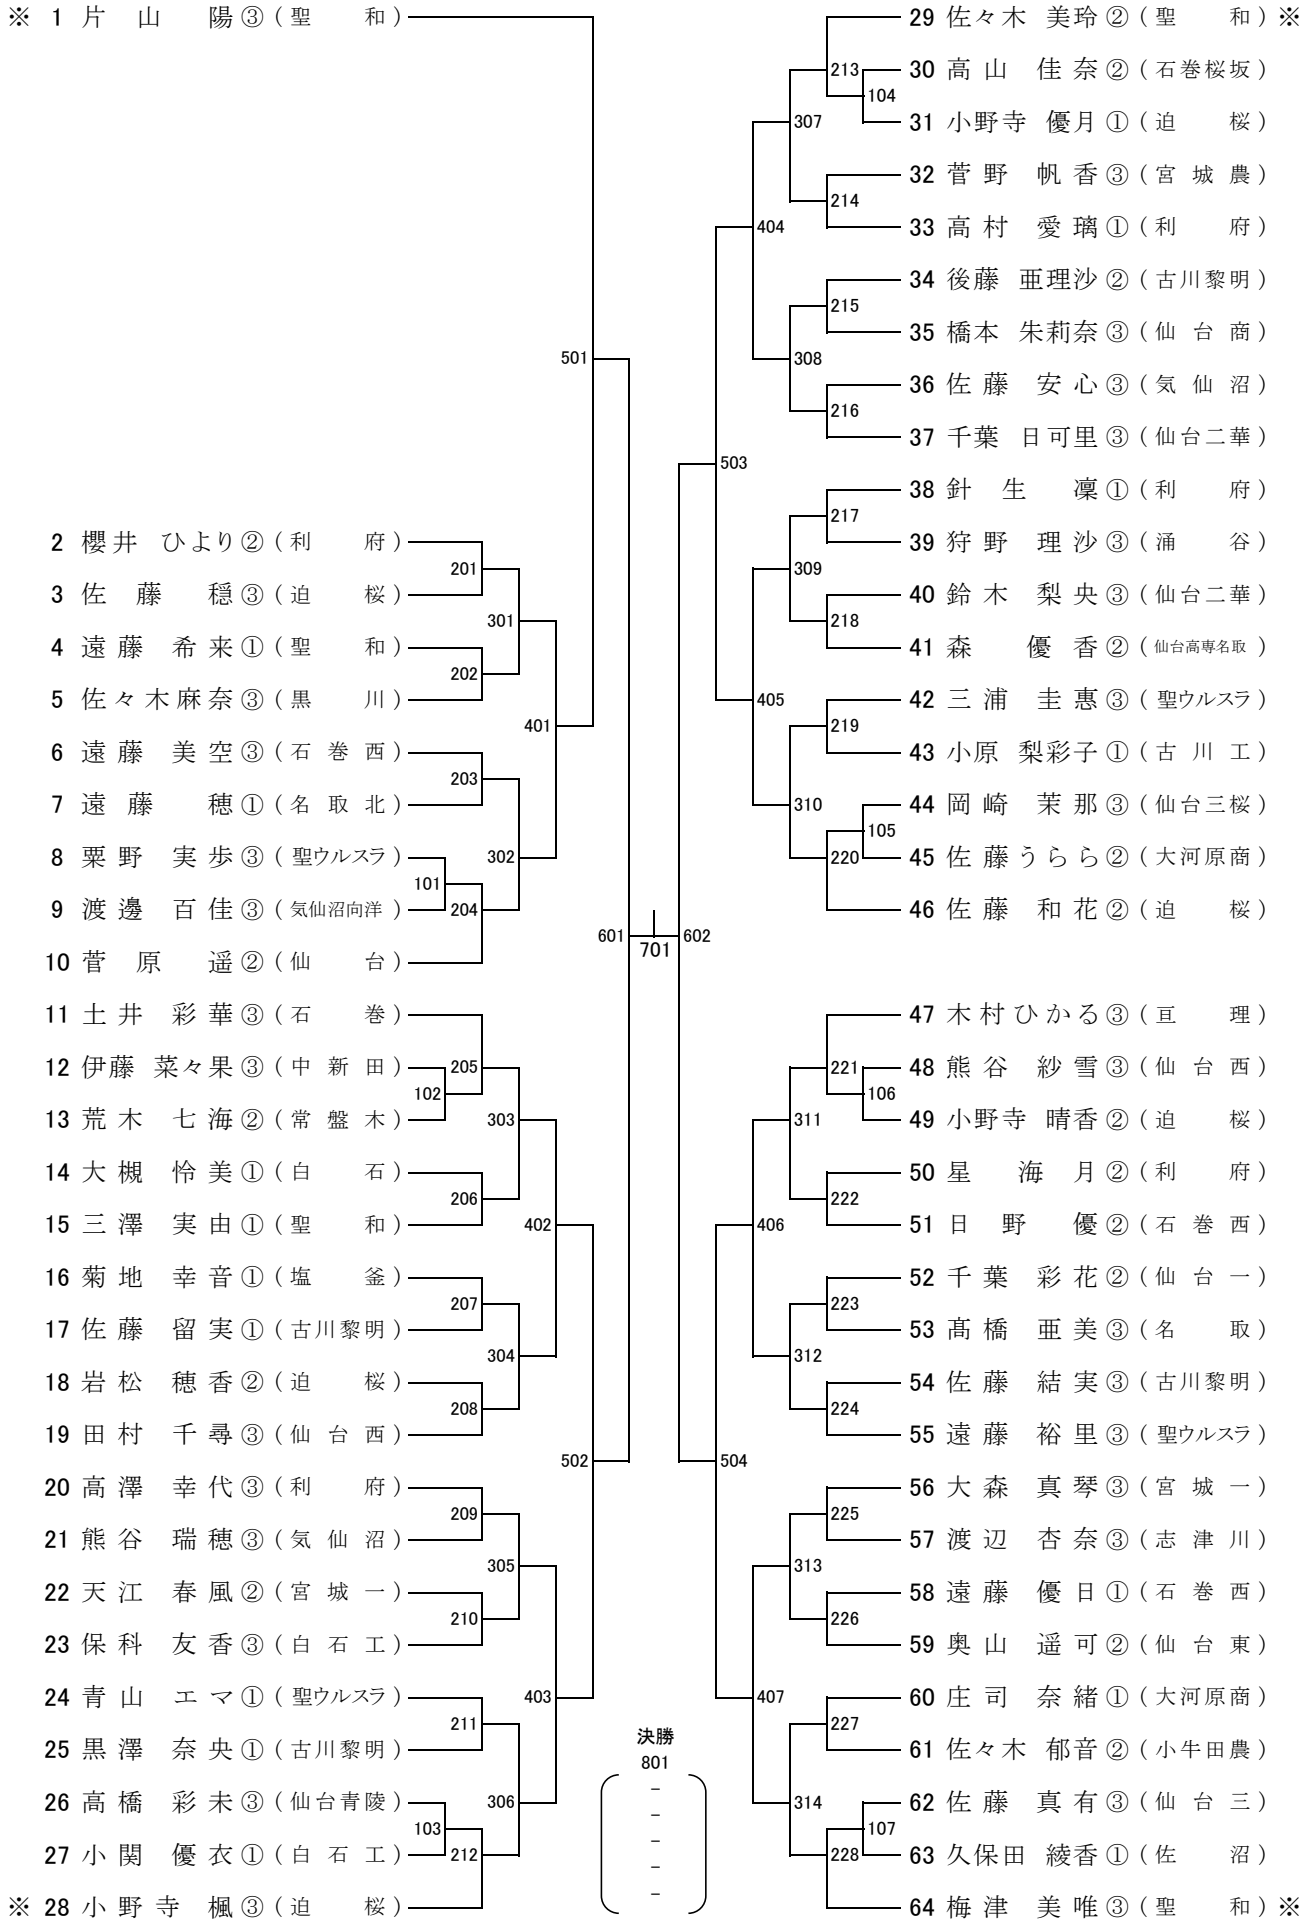 ※ 1 片山 陽③(聖和)
2 櫻井 ひより②(利府)
3 佐藤 穏③(迫桜)
4 遠藤 希来①(聖和)
5 佐々木麻奈③(黒川)
6 遠藤 美空③(石巻西)
7 遠藤 穂①(名取北)
8 粟野 実歩③(聖ウルスラ)
9 渡邊 百佳③(気仙沼向洋)
10 菅原 遥②(仙台)
11 土井 彩華③(石巻)
12 伊藤 菜々果③(中新田)
13 荒木 七海②(常盤木)
14 大槻 怜美①(白石)
15 三澤 実由①(聖和)
16 菊地 幸音①(塩釜)
17 佐藤 留実①(古川黎明)
18 岩松 穂香②(迫桜)
19 田村 千尋③(仙台西)
20 高澤 幸代③(利府)
21 熊谷 瑞穂③(気仙沼)
22 天江 春風②(宮城一)
23 保科 友香③(白石工)
24 青山 エマ①(聖ウルスラ)
25 黒澤 奈央①(古川黎明)
26 高橋 彩未③(仙台青陵)
27 小関 優衣①(白石工)
※ 28 小野寺 楓③(迫桜)
101
102
103
201
202
203
204
205
206
207
208
209
210
211
212
301
302
303
304
305
306
401
402
403
501
502
601
701
602
決勝
801
-
-
-
-
-
503
504
404
405
406
407
307
308
309
310
311
312
313
314
213
214
215
216
217
218
219
220
221
222
223
224
225
226
227
228
104
105
106
107
29 佐々木 美玲②(聖和)※
30 高山 佳奈②(石巻桜坂)
31 小野寺 優月①(迫桜)
32 菅野 帆香③(宮城農)
33 高村 愛璃①(利府)
34 後藤 亜理沙②(古川黎明)
35 橋本 朱莉奈③(仙台商)
36 佐藤 安心③(気仙沼)
37 千葉 日可里③(仙台二華)
38 針生 凜①(利府)
39 狩野 理沙③(涌谷)
40 鈴木 梨央③(仙台二華)
41 森 優香②(仙台高専名取)
42 三浦 圭惠③(聖ウルスラ)
43 小原 梨彩子①(古川工)
44 岡崎 茉那③(仙台三桜)
45 佐藤うらら②(大河原商)
46 佐藤 和花②(迫桜)
47 木村ひかる③(亘理)
48 熊谷 紗雪③(仙台西)
49 小野寺 晴香②(迫桜)
50 星 海月②(利府)
51 日野 優②(石巻西)
52 千葉 彩花②(仙台一)
53 髙橋 亜美③(名取)
54 佐藤 結実③(古川黎明)
55 遠藤 裕里③(聖ウルスラ)
56 大森 真琴③(宮城一)
57 渡辺 杏奈③(志津川)
58 遠藤 優日①(石巻西)
59 奥山 遥可②(仙台東)
60 庄司 奈緒①(大河原商)
61 佐々木 郁音②(小牛田農)
62 佐藤 真有③(仙台三)
63 久保田 綾香①(佐沼)
64 梅津 美唯③(聖和)※